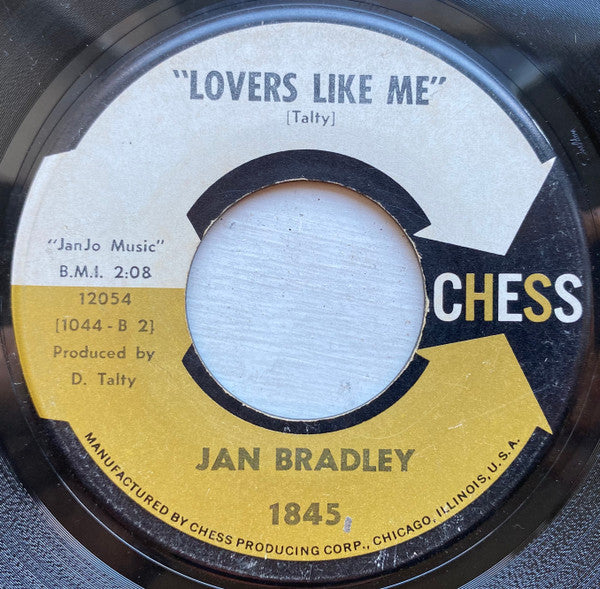 "LOVERS LIKE ME"
[Talty]
"JanJo Music"
B.M.I. 2:08
12054
[1044 - B 2]
Produced by
D. Talty
CHESS
JAN BRADLEY
1845
MANUFACTURED BY CHESS PRODUCING CORP., CHICAGO, ILLINOIS, U.S.A.